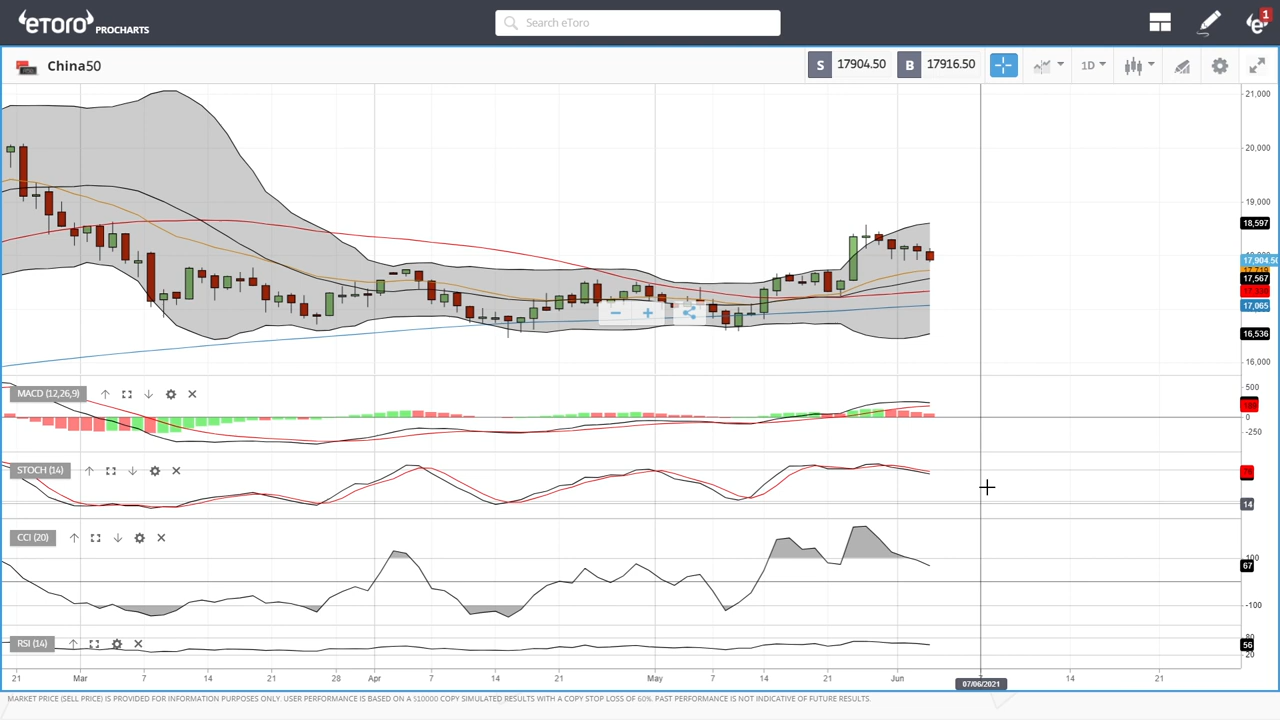 eToro PROCHARTS
Search eToro
1
China50
S 17904.50 B 17916.50
1D
21,000
20,000
19,000
18,597
17,904.50
17,567
17,065
16,536
16,000
MACD (12,26,9)
500
0
-250
STOCH (14)
14
CCI (20)
100
67
-100
RSI (14)
80
56
20
21 Mar 7 14 21 28 Apr 7 14 21 May 7 14 21 Jun 14 21
07/06/2021
MARKET PRICE (SELL PRICE) IS PROVIDED FOR INFORMATION PURPOSES ONLY. USER PERFORMANCE IS BASED ON A $10000 COPY SIMULATED RESULTS WITH A COPY STOP LOSS OF 60%. PAST PERFORMANCE IS NOT INDICATIVE OF FUTURE RESULTS.